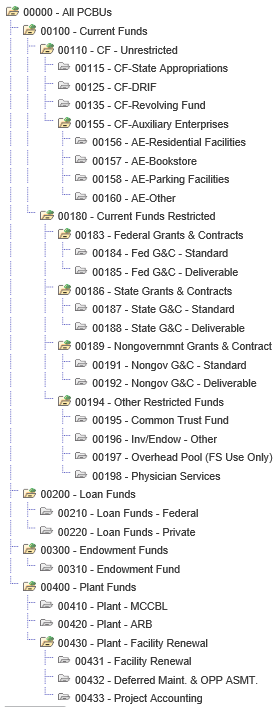 00000 - All PCBUs
00100 - Current Funds
00110 - CF - Unrestricted
00115 - CF-State Appropriations
00125 - CF-DRIF
00135 - CF-Revolving Fund
00155 - CF-Auxiliary Enterprises
00156 - AE-Residential Facilities
00157 - AE-Bookstore
00158 - AE-Parking Facilities
00160 - AE-Other
00180 - Current Funds Restricted
00183 - Federal Grants & Contracts
00184 - Fed G&C - Standard
00185 - Fed G&C - Deliverable
00186 - State Grants & Contracts
00187 - State G&C - Standard
00188 - State G&C - Deliverable
00189 - Nongovernmnt Grants & Contract
00191 - Nongov G&C - Standard
00192 - Nongov G&C - Deliverable
00194 - Other Restricted Funds
00195 - Common Trust Fund
00196 - Inv/Endow - Other
00197 - Overhead Pool (FS Use Only)
00198 - Physician Services
00200 - Loan Funds
00210 - Loan Funds - Federal
00220 - Loan Funds - Private
00300 - Endowment Funds
00310 - Endowment Fund
00400 - Plant Funds
00410 - Plant - MCCBL
00420 - Plant - ARB
00430 - Plant - Facility Renewal
00431 - Facility Renewal
00432 - Deferred Maint. & OPP ASMT.
00433 - Project Accounting